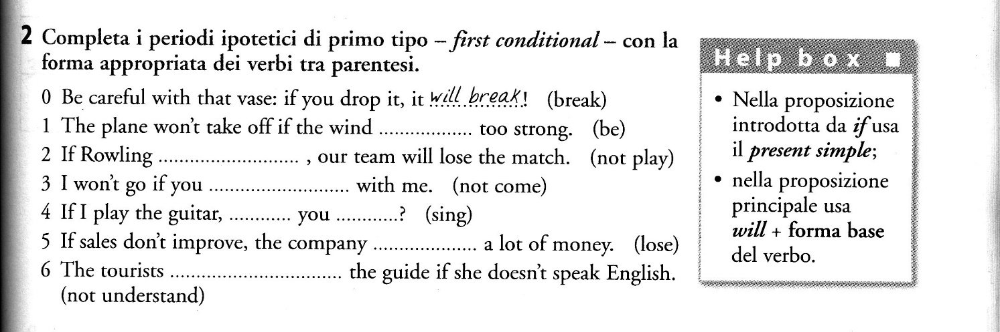 2 Completa i periodi ipotetici di primo tipo – first conditional – con la
forma appropriata dei verbi tra parentesi.
0 Be careful with that vase: if you drop it, it will break! (break)
1 The plane won't take off if the wind ................... too strong. (be)
2 If Rowling ............................ , our team will lose the match. (not play)
3 I won't go if you ............................ with me. (not come)
4 If I play the guitar, ............ you ............? (sing)
5 If sales don't improve, the company .................... a lot of money. (lose)
6 The tourists .................................. the guide if she doesn't speak English.
(not understand)
Help box
• Nella proposizione
introdotta da if usa
il present simple;
• nella proposizione
principale usa
will + forma base
del verbo.